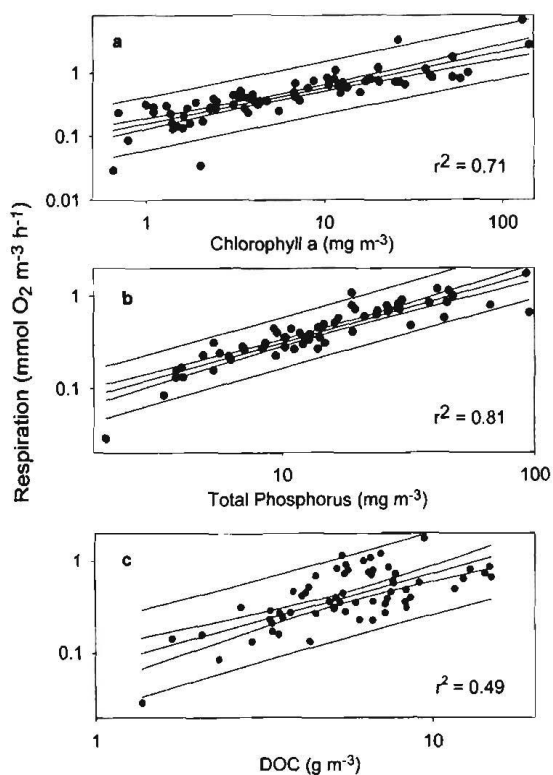 Respiration (mmol O2 m-3 h-1)
a
1
0.1
0.01
r2 = 0.71
1 10 100
Chlorophyll a (mg m-3)
b
1
0.1
r2 = 0.81
10 100
Total Phosphorus (mg m-3)
c
1
0.1
r2 = 0.49
1 10
DOC (g m-3)